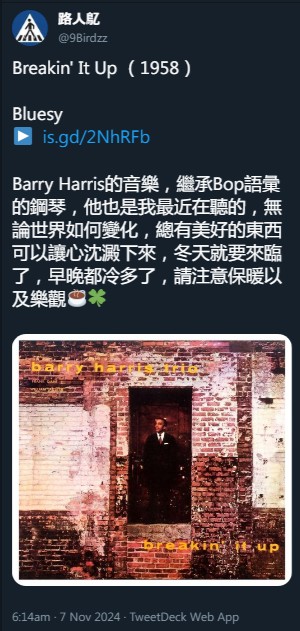 路人鳦
@9Birdzz
Breakin' It Up （1958）
Bluesy
is.gd/2NhRFb
Barry Harris的音樂，繼承Bop語彙
的鋼琴，他也是我最近在聽的，無
論世界如何變化，總有美好的東西
可以讓心沈澱下來，冬天就要來臨
了，早晚都冷多了，請注意保暖以
及樂觀☕🍀
barry harris trio
breakin' it up
6:14am · 7 Nov 2024 · TweetDeck Web App